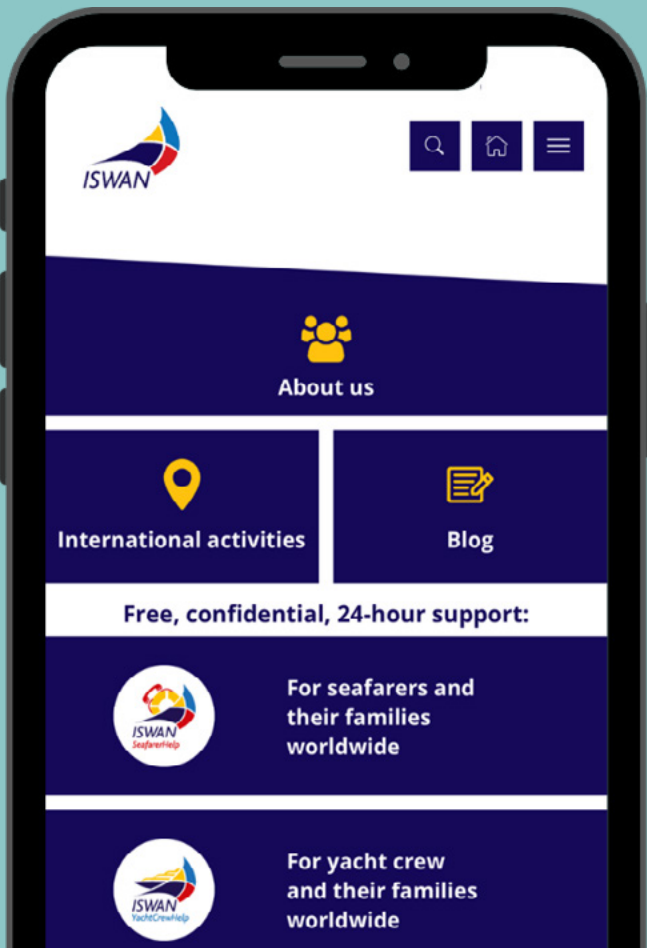 ISWAN
About us
International activities
Blog
Free, confidential, 24-hour support:
ISWAN
SeafarerHelp
For seafarers and
their families
worldwide
ISWAN
YachtCrewHelp
For yacht crew
and their families
worldwide